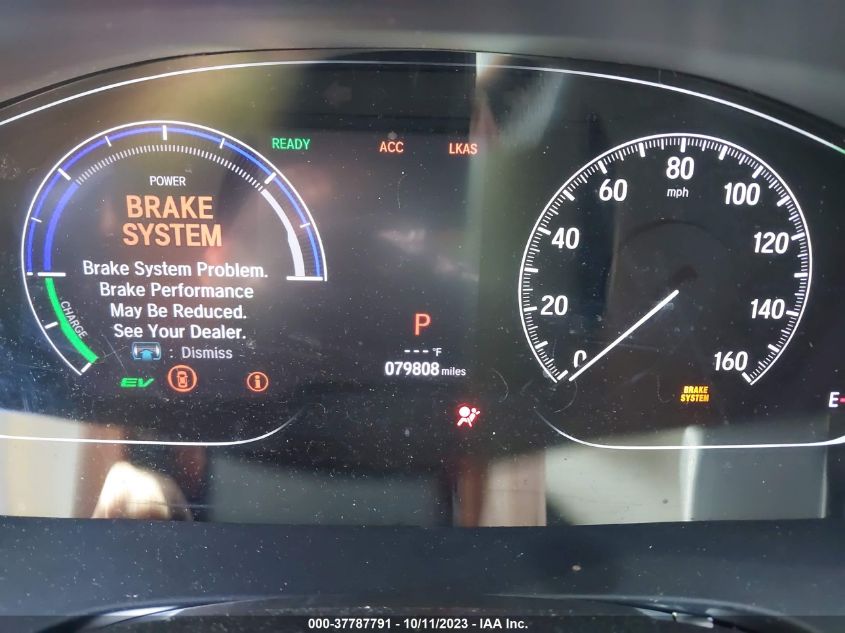 READY
ACC
LKAS
POWER
BRAKE
SYSTEM
Brake System Problem.
Brake Performance
May Be Reduced.
See Your Dealer.
: Dismiss
CHARGE
EV
P
---°F
079808 miles
0
20
40
60
80
mph
100
120
140
160
BRAKE
SYSTEM
E
000-37787791 - 10/11/2023 - IAA Inc.